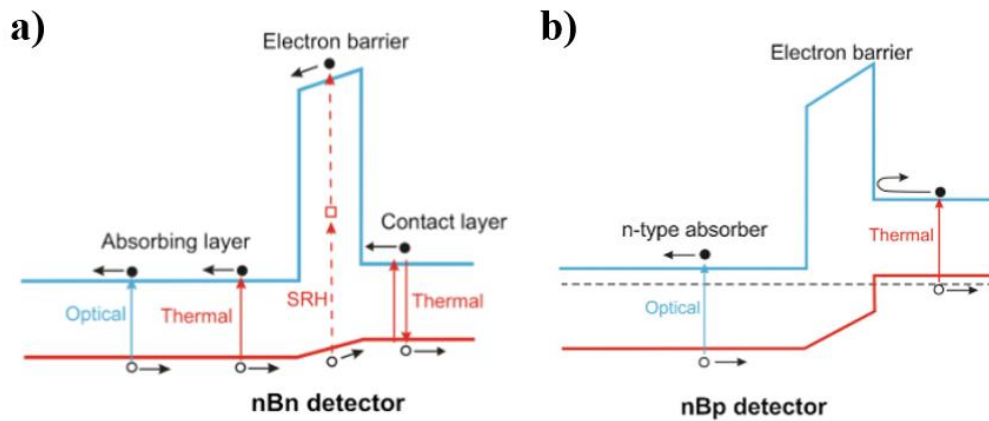 a)
Electron barrier
Absorbing layer
Contact layer
Optical
Thermal
SRH
Thermal
nBn detector
b)
Electron barrier
n-type absorber
Thermal
Optical
nBp detector